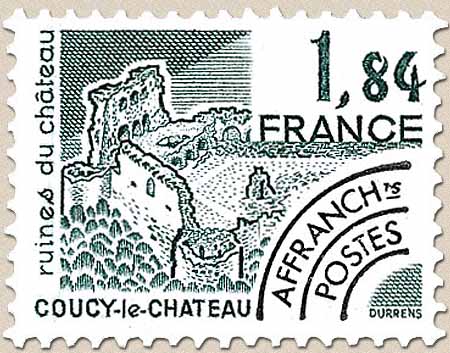 ruines du château
1,84
FRANCE
AFFRANCHts
POSTES
COUCY-le-CHATEAU
DURRENS